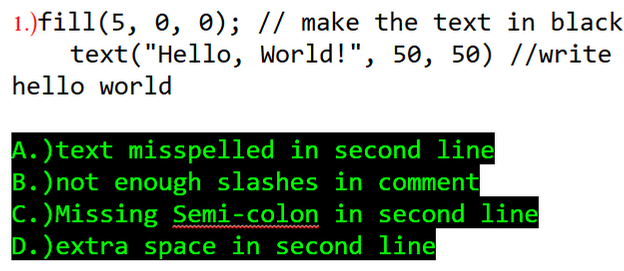 1.)fill(5, 0, 0); // make the text in black
text("Hello, World!", 50, 50) //write
hello world
A.)text misspelled in second line
B.)not enough slashes in comment
C.)Missing Semi-colon in second line
D.)extra space in second line